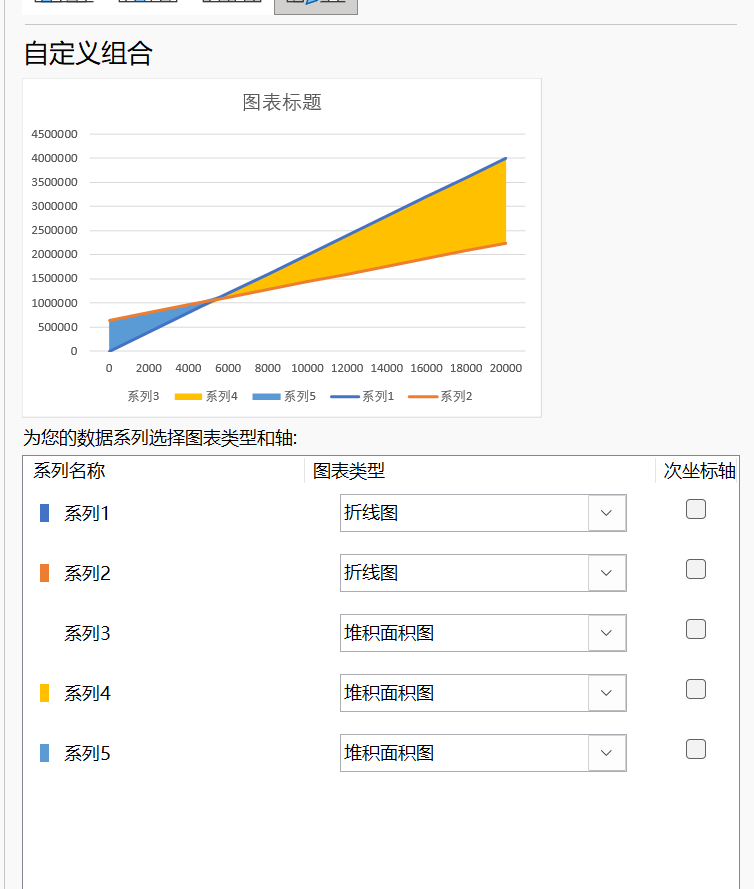 自定义组合
图表标题
4500000
4000000
3500000
3000000
2500000
2000000
1500000
1000000
500000
0
0 2000 4000 6000 8000 10000 12000 14000 16000 18000 20000
系列3 系列4 系列5 系列1 系列2
为您的数据系列选择图表类型和轴:
系列名称 图表类型 次坐标轴
系列1 折线图
系列2 折线图
系列3 堆积面积图
系列4 堆积面积图
系列5 堆积面积图